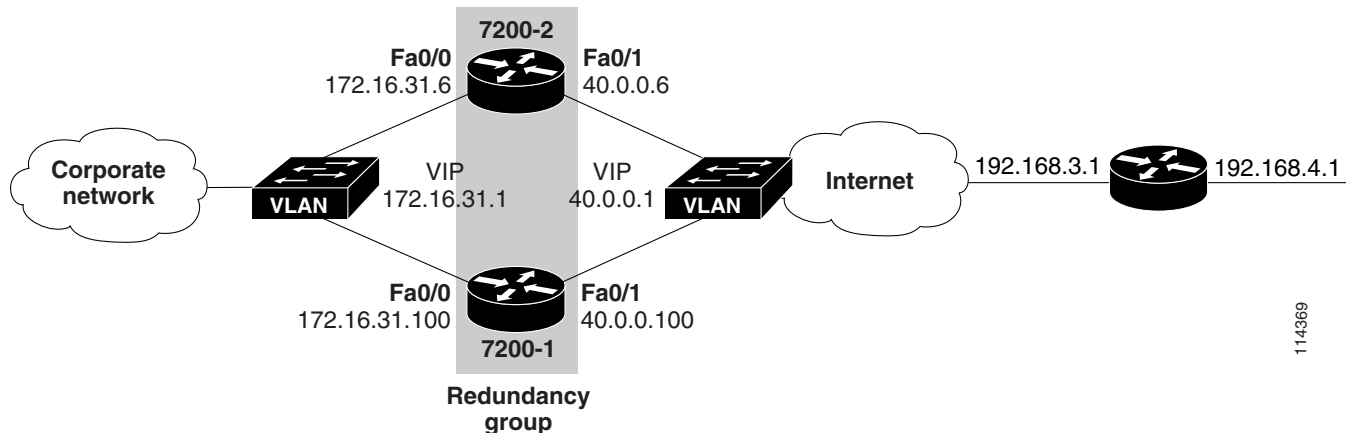 7200-2
Fa0/0
172.16.31.6
Fa0/1
40.0.0.6
Corporate
network
VLAN
VIP
172.16.31.1
VIP
40.0.0.1
VLAN
Internet
192.168.3.1
192.168.4.1
Fa0/0
172.16.31.100
Fa0/1
40.0.0.100
7200-1
Redundancy
group
114369